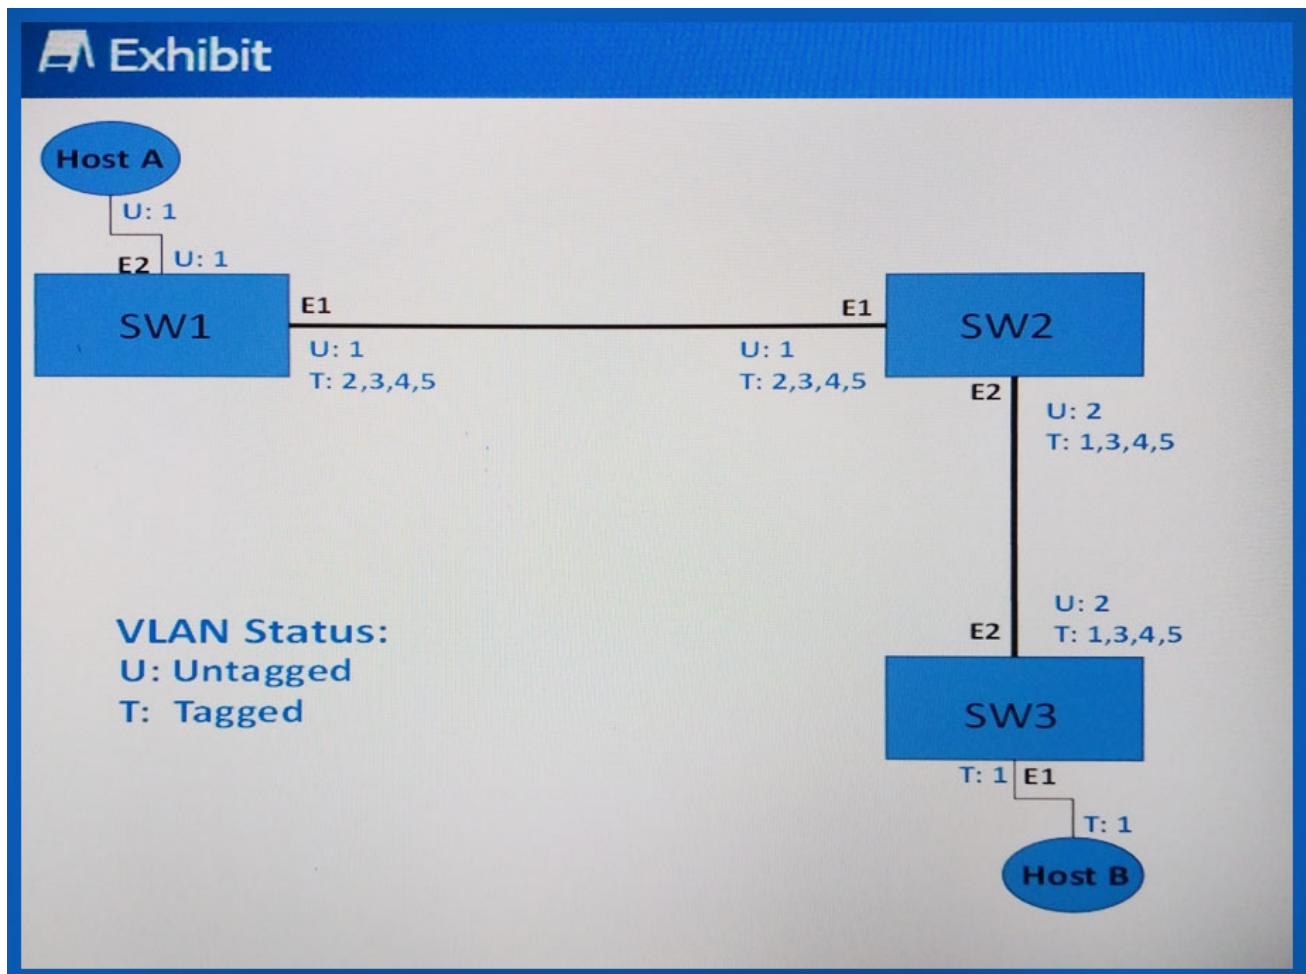 Exhibit
Host A
U: 1
E2
U: 1
SW1
E1
U: 1
T: 2,3,4,5
E1
U: 1
T: 2,3,4,5
SW2
E2
U: 2
T: 1,3,4,5
VLAN Status:
U: Untagged
T: Tagged
E2
U: 2
T: 1,3,4,5
SW3
T: 1
E1
T: 1
Host B